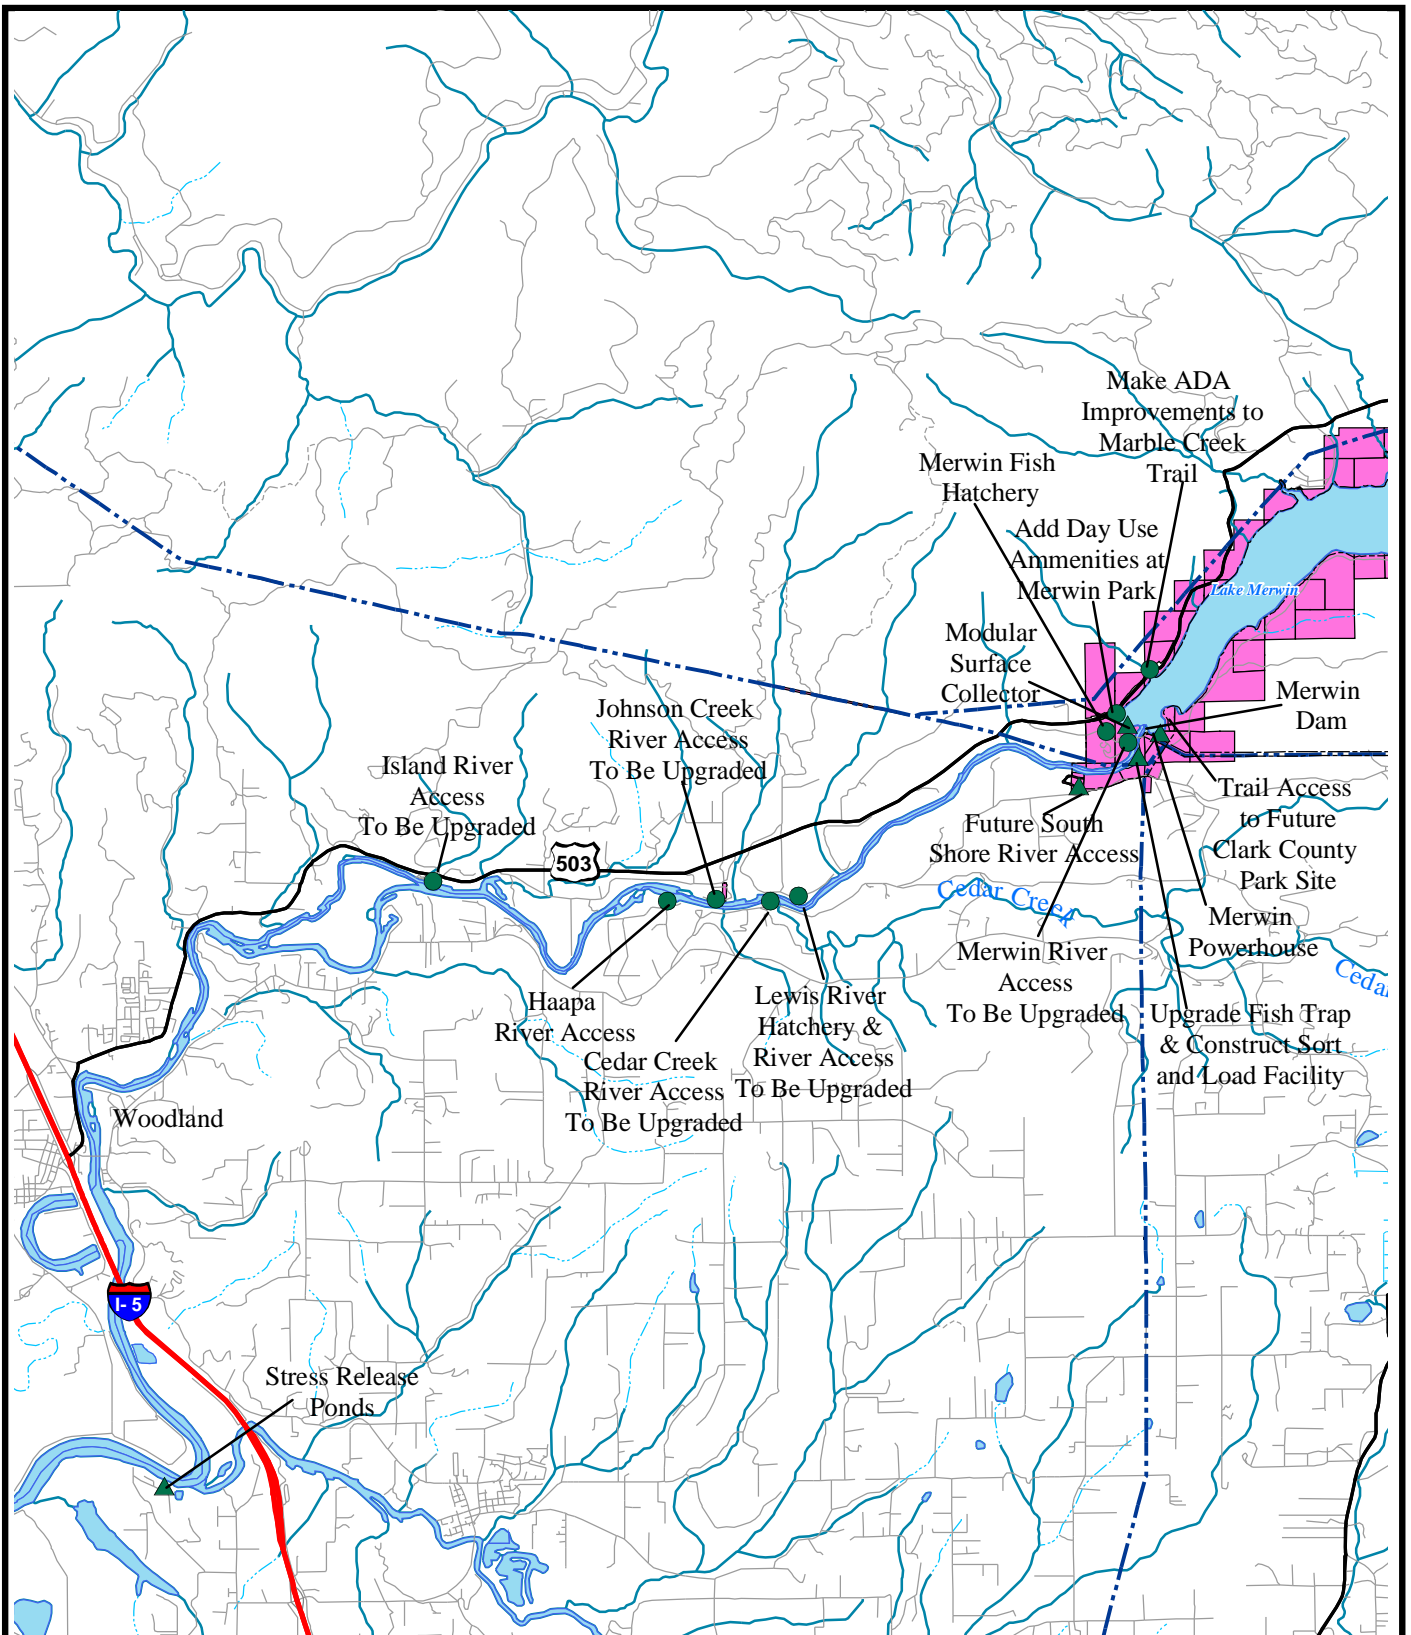 Make ADA
Improvements to
Marble Creek
Trail
Merwin Fish
Hatchery
Add Day Use
Ammenities at
Merwin Park
Lake Merwin
Modular
Surface
Collector
Merwin
Dam
Johnson Creek
River Access
To Be Upgraded
Island River
Access
To Be Upgraded
Trail Access
to Future
Clark County
Park Site
Future South
Shore River Access
503
Cedar Creek
Merwin
Powerhouse
Merwin River
Access
To Be Upgraded
Cedar
Haapa
River Access
Lewis River
Hatchery &
River Access
To Be Upgraded
Upgrade Fish Trap
& Construct Sort
and Load Facility
Cedar Creek
River Access
To Be Upgraded
Woodland
I- 5
Stress Release
Ponds